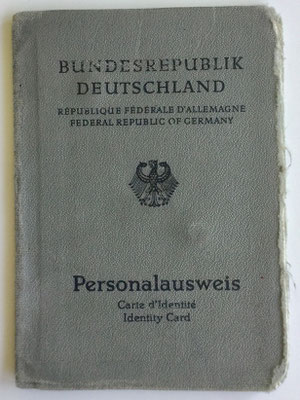 BUNDESREPUBLIK
DEUTSCHLAND
RÉPUBLIQUE FÉDÉRALE D'ALLEMAGNE
FEDERAL REPUBLIC OF GERMANY
Personalausweis
Carte d'Identité
Identity Card